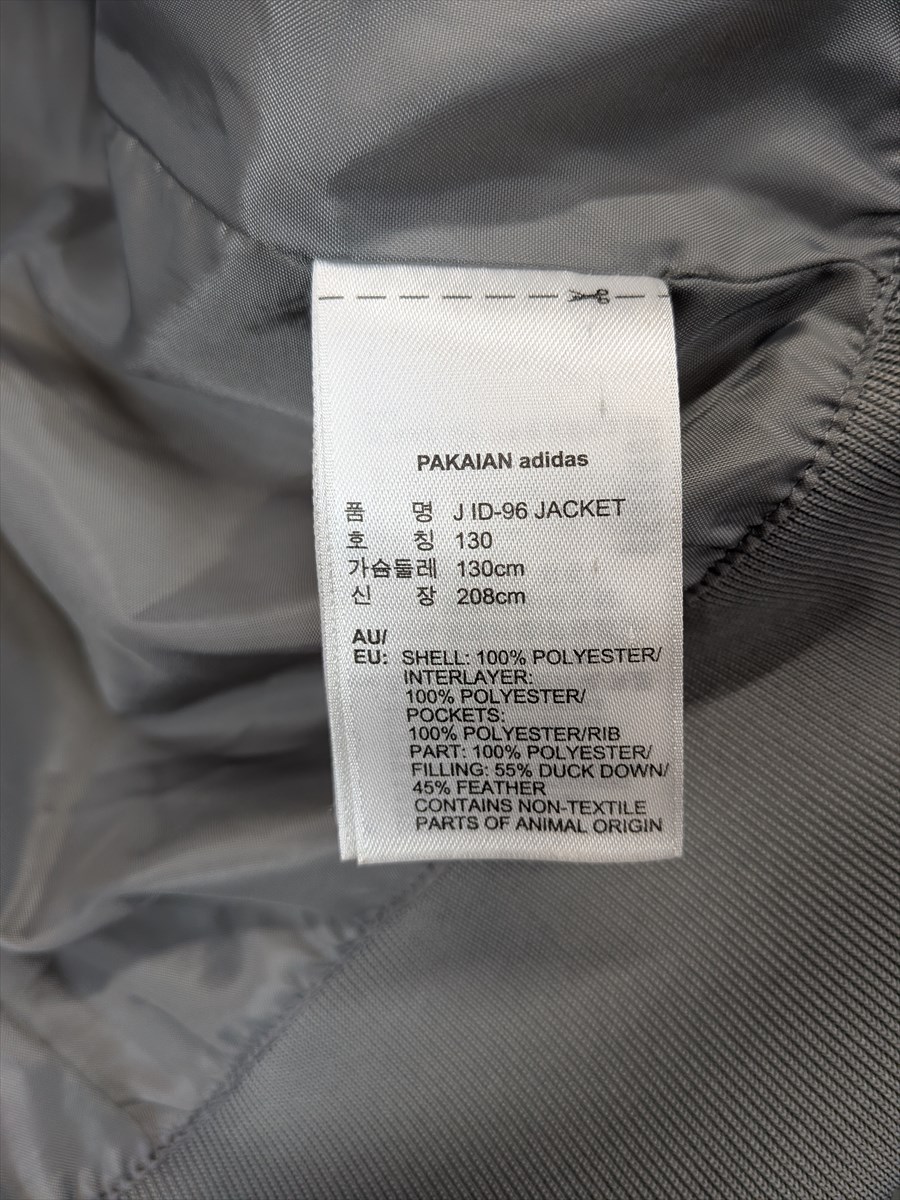 PAKAIAN adidas
품 명 J ID-96 JACKET
호 칭 130
가슴둘레 130cm
신 장 208cm
AU/
EU: SHELL: 100% POLYESTER/
INTERLAYER:
100% POLYESTER/
POCKETS:
100% POLYESTER/RIB
PART: 100% POLYESTER/
FILLING: 55% DUCK DOWN/
45% FEATHER
CONTAINS NON-TEXTILE
PARTS OF ANIMAL ORIGIN